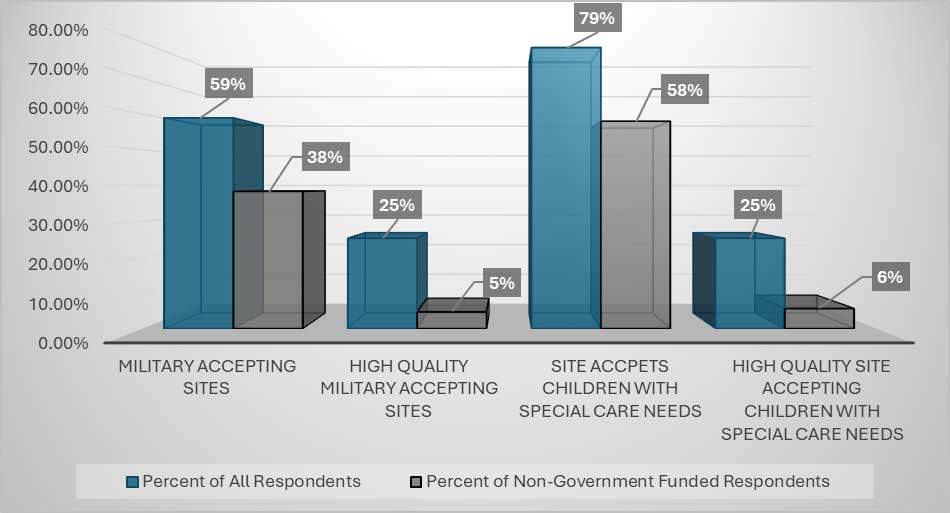 80.00%
70.00%
60.00%
50.00%
40.00%
30.00%
20.00%
10.00%
0.00%
59%
38%
25%
5%
79%
58%
25%
6%
MILITARY ACCEPTING
SITES
HIGH QUALITY
MILITARY ACCEPTING
SITES
SITE ACCPETS
CHILDREN WITH
SPECIAL CARE NEEDS
HIGH QUALITY SITE
ACCEPTING
CHILDREN WITH
SPECIAL CARE NEEDS
Percent of All Respondents
Percent of Non-Government Funded Respondents